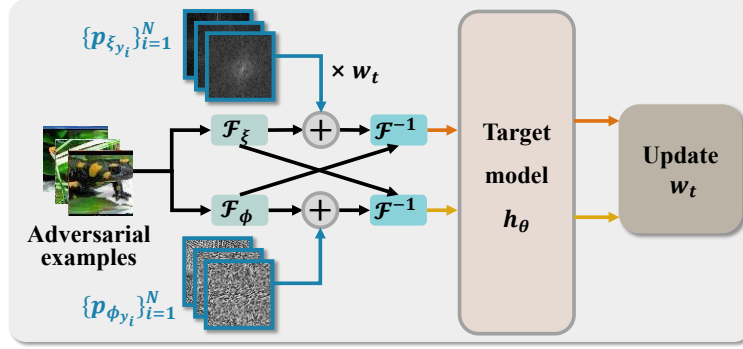 {p_{ξ_{y_i}}}_{i=1}^{N}
× w_t
ℱ_ξ
+
ℱ^{-1}
Target
model
h_θ
Update
w_t
ℱ_ϕ
+
ℱ^{-1}
Adversarial
examples
{p_{ϕ_{y_i}}}_{i=1}^{N}